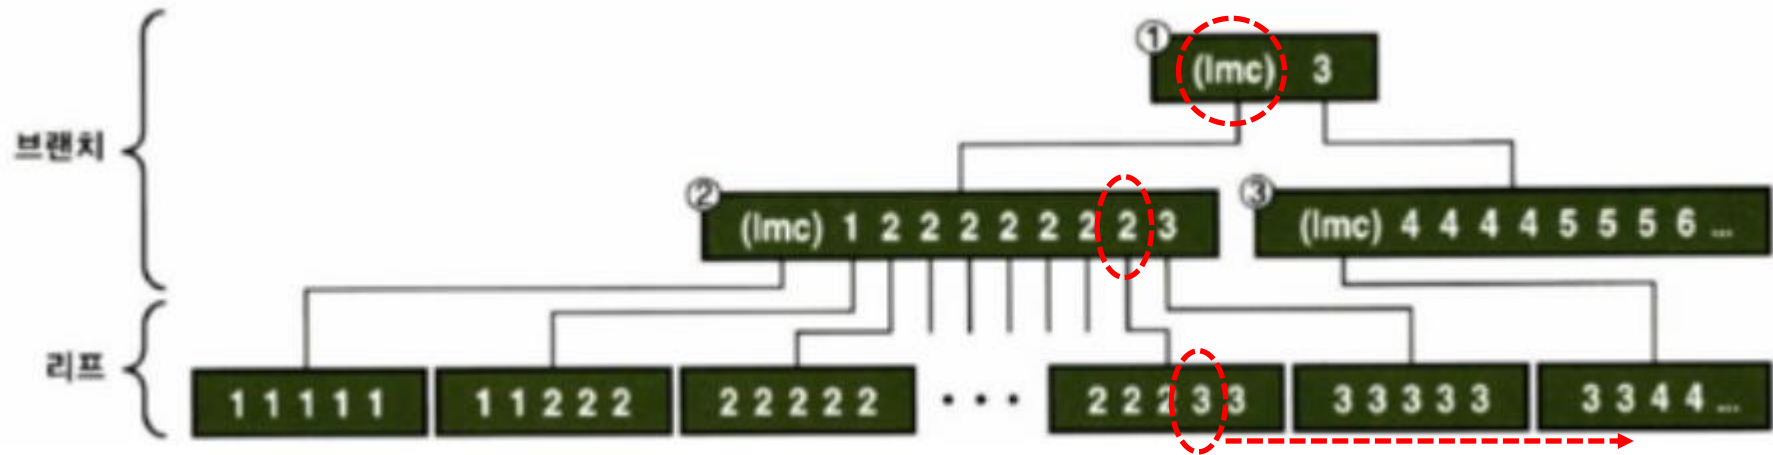 ①
(lmc) 3
브랜치
②
(lmc) 1 2 2 2 2 2 2 2 3
③
(lmc) 4 4 4 4 5 5 5 6 ...
리프
1 1 1 1 1
1 1 2 2 2
2 2 2 2 2
• • •
2 2 2 3 3
3 3 3 3 3
3 3 4 4 ...